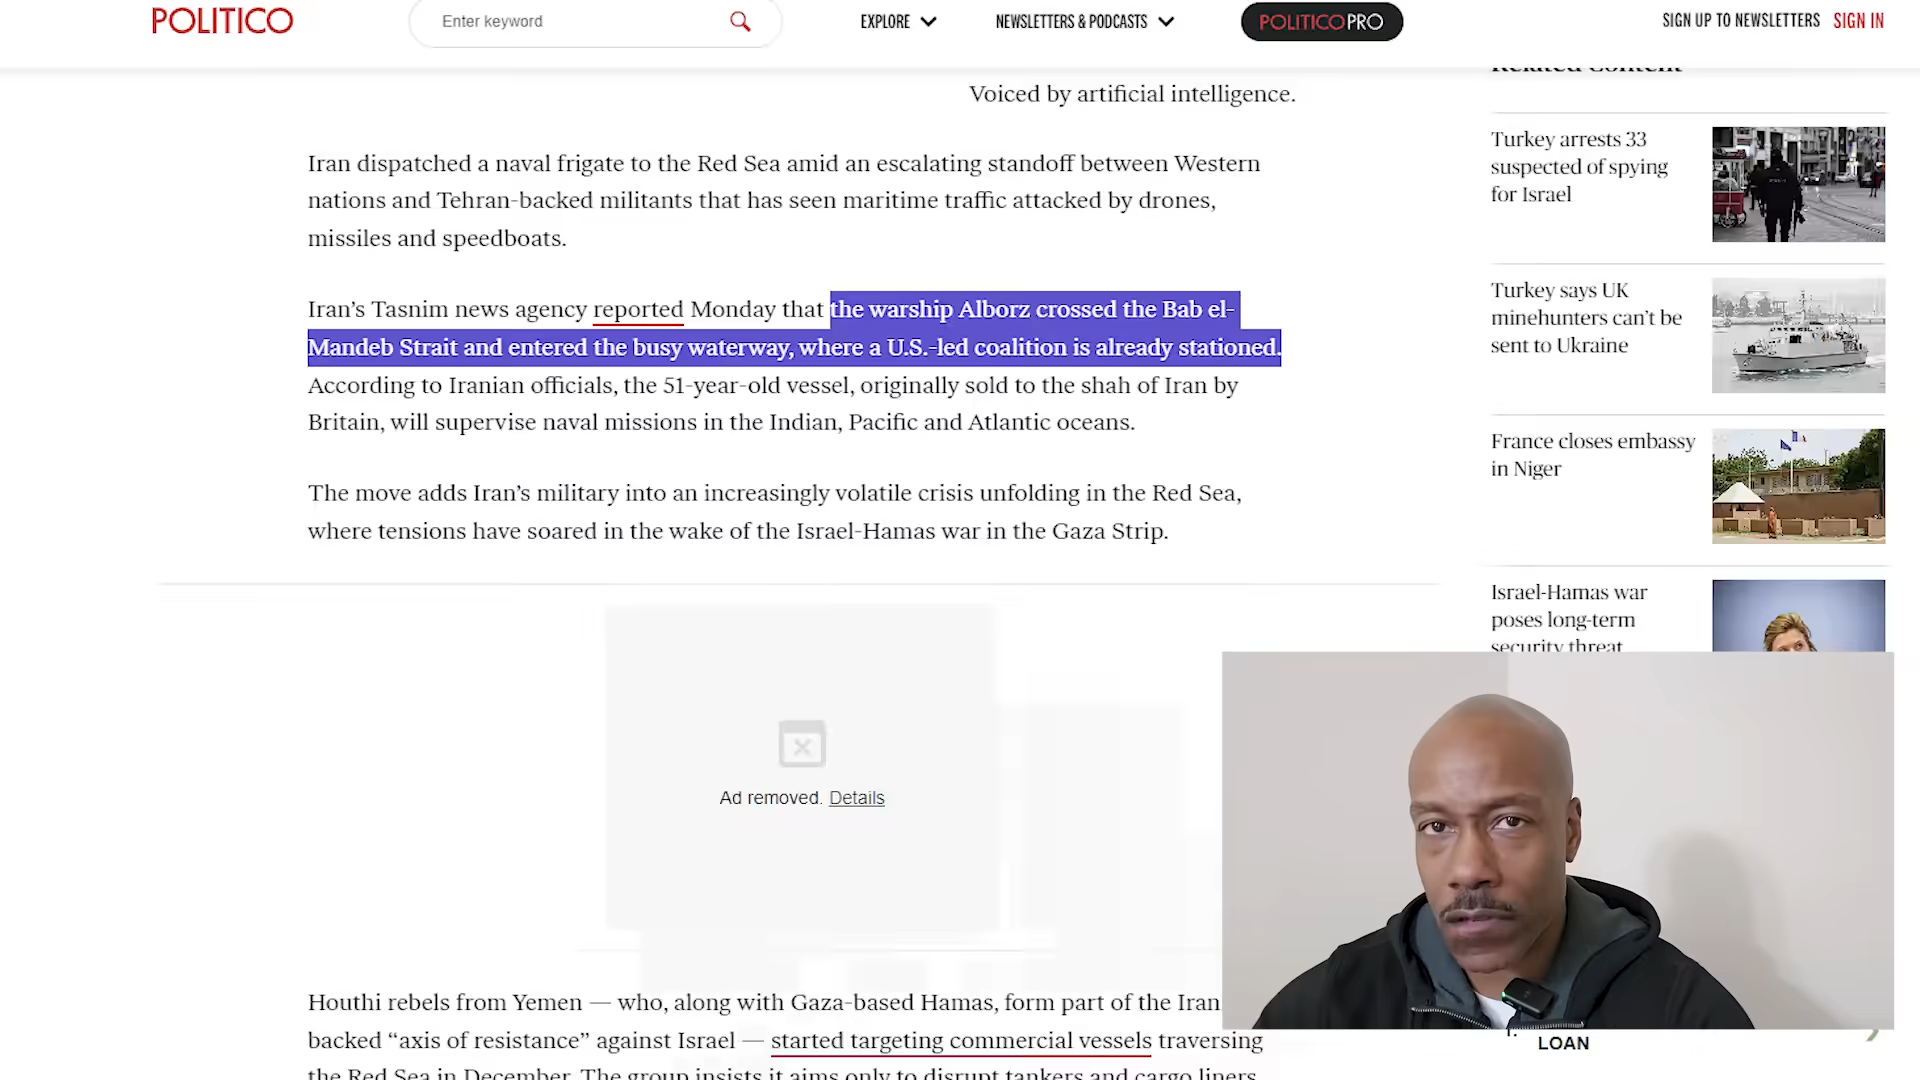 POLITICO
Enter keyword
EXPLORE
NEWSLETTERS & PODCASTS
POLITICOPRO
SIGN UP TO NEWSLETTERS
SIGN IN
Related Content
Voiced by artificial intelligence.
Iran dispatched a naval frigate to the Red Sea amid an escalating standoff between Western
nations and Tehran-backed militants that has seen maritime traffic attacked by drones,
missiles and speedboats.
Iran’s Tasnim news agency reported Monday that the warship Alborz crossed the Bab el-
Mandeb Strait and entered the busy waterway, where a U.S.-led coalition is already stationed.
According to Iranian officials, the 51-year-old vessel, originally sold to the shah of Iran by
Britain, will supervise naval missions in the Indian, Pacific and Atlantic oceans.
The move adds Iran’s military into an increasingly volatile crisis unfolding in the Red Sea,
where tensions have soared in the wake of the Israel-Hamas war in the Gaza Strip.
Ad removed. Details
Houthi rebels from Yemen — who, along with Gaza-based Hamas, form part of the Iran
backed “axis of resistance” against Israel — started targeting commercial vessels traversing
the Red Sea in December. The group insists it aims only to disrupt tankers and cargo liners
Turkey arrests 33
suspected of spying
for Israel
Turkey says UK
minehunters can’t be
sent to Ukraine
France closes embassy
in Niger
Israel-Hamas war
poses long-term
security threat
LOAN